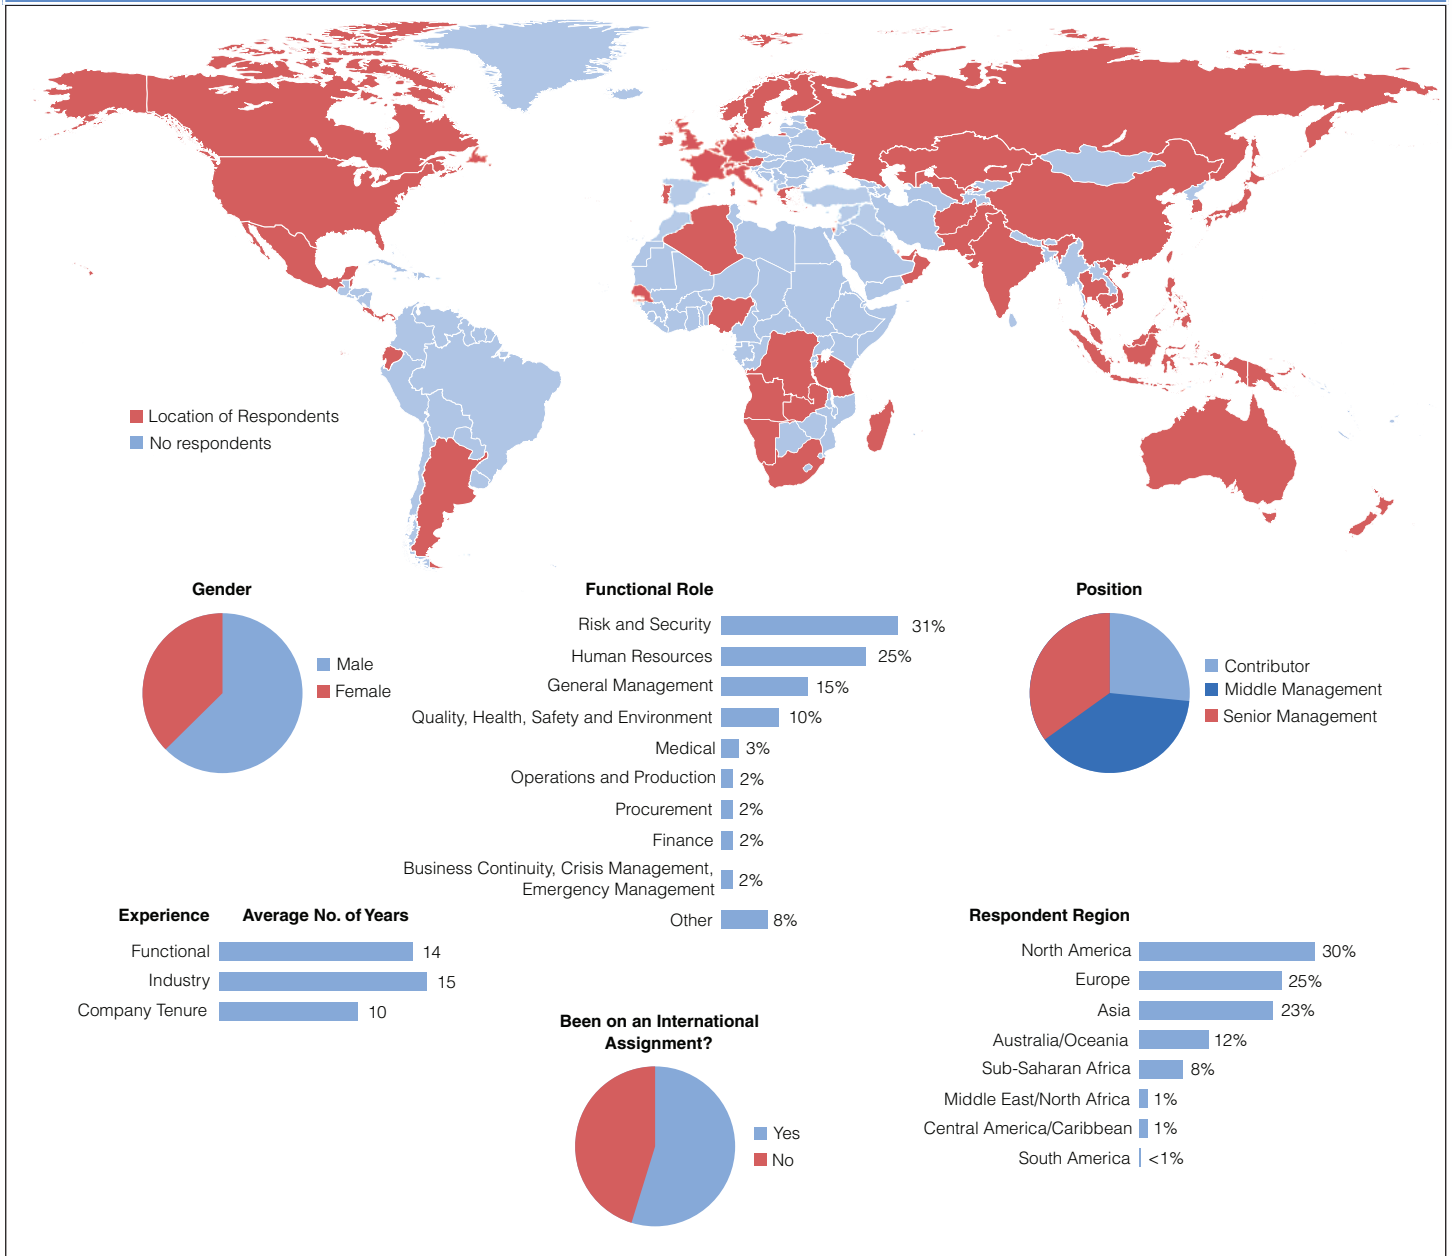 Location of Respondents
No respondents
Gender
Male
Female
Functional Role
Risk and Security 31%
Human Resources 25%
General Management 15%
Quality, Health, Safety and Environment 10%
Medical 3%
Operations and Production 2%
Procurement 2%
Finance 2%
Business Continuity, Crisis Management,
Emergency Management 2%
Other 8%
Position
Contributor
Middle Management
Senior Management
Experience Average No. of Years
Functional 14
Industry 15
Company Tenure 10
Been on an International
Assignment?
Yes
No
Respondent Region
North America 30%
Europe 25%
Asia 23%
Australia/Oceania 12%
Sub-Saharan Africa 8%
Middle East/North Africa 1%
Central America/Caribbean 1%
South America <1%